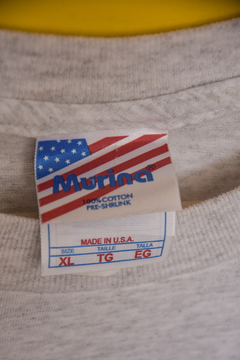 Murina
100% COTTON
PRE-SHRUNK
MADE IN U.S.A.
SIZE TAILLE TALLA
XL TG EG